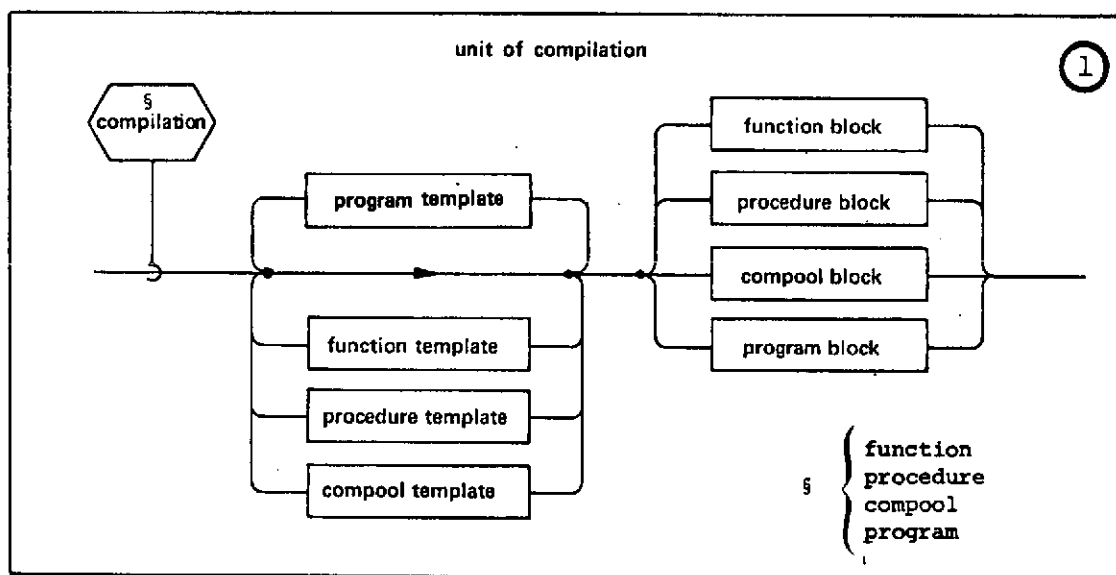 unit of compilation
1
§
compilation
program template
function template
procedure template
compool template
function block
procedure block
compool block
program block
§
function
procedure
compool
program